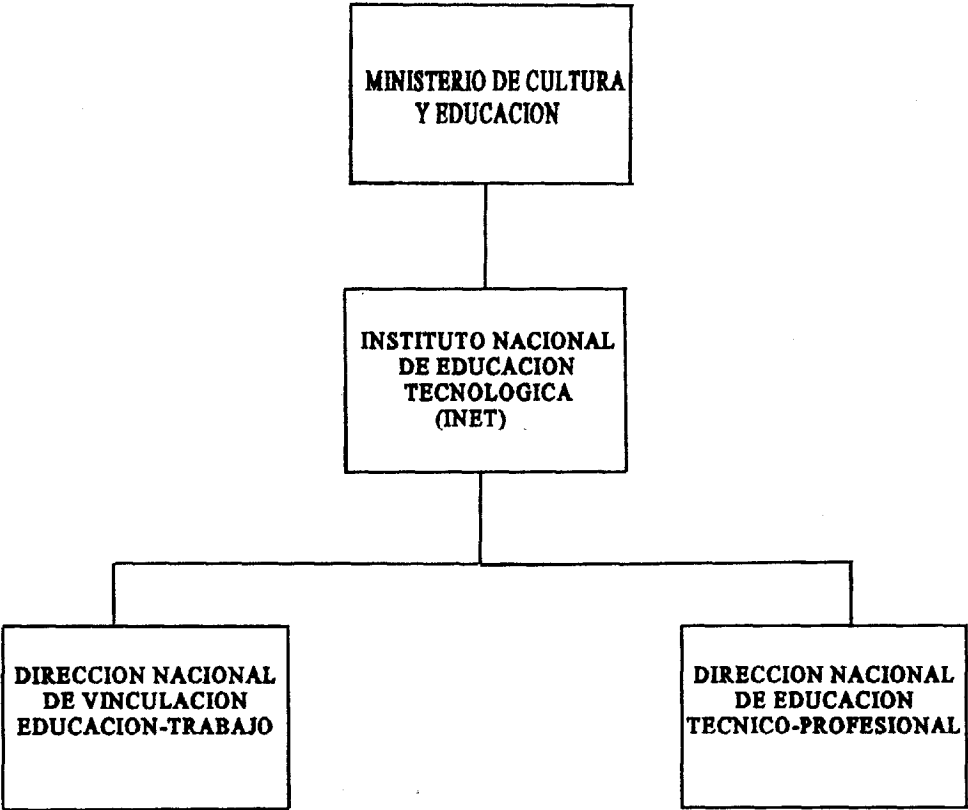 MINISTERIO DE CULTURA
Y EDUCACION
INSTITUTO NACIONAL
DE EDUCACION
TECNOLOGICA
(INET)
DIRECCION NACIONAL
DE VINCULACION
EDUCACION-TRABAJO
DIRECCION NACIONAL
DE EDUCACION
TECNICO-PROFESIONAL